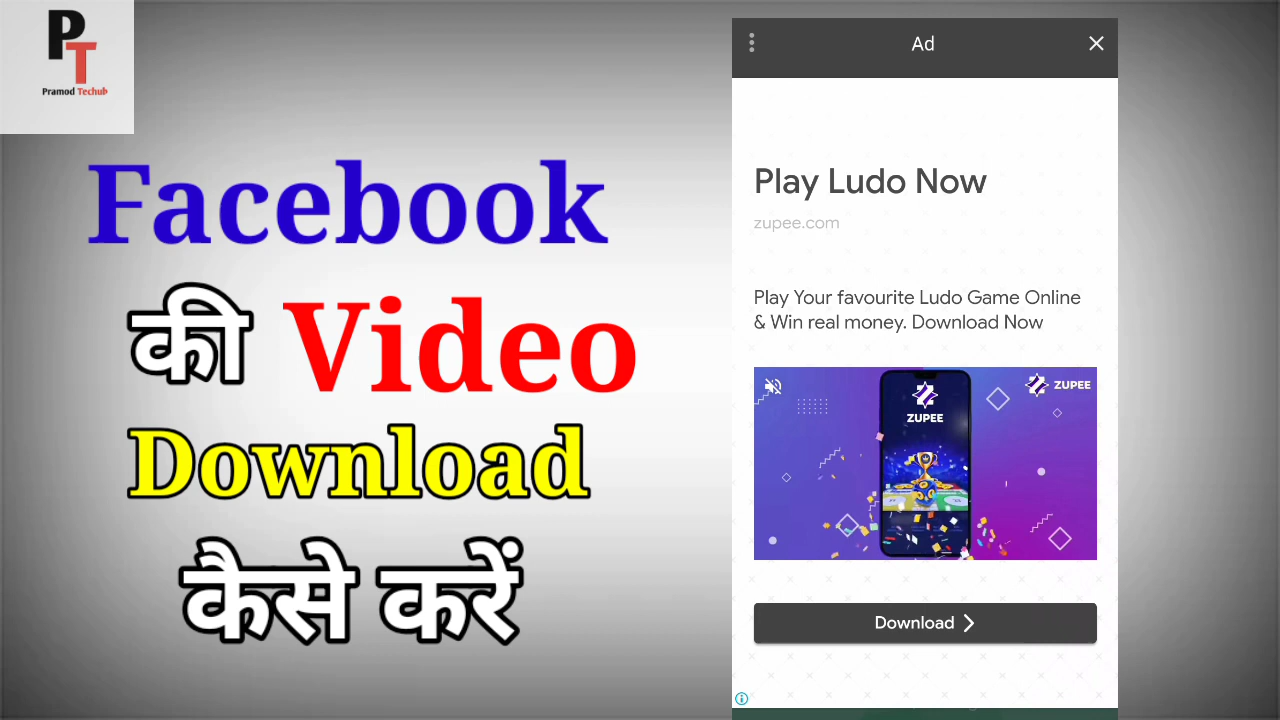 PT
Pramod Techub
Facebook
की Video
Download
कैसे करें
Ad
Play Ludo Now
zupee.com
Play Your favourite Ludo Game Online
& Win real money. Download Now
ZUPEE
ZUPEE
Download